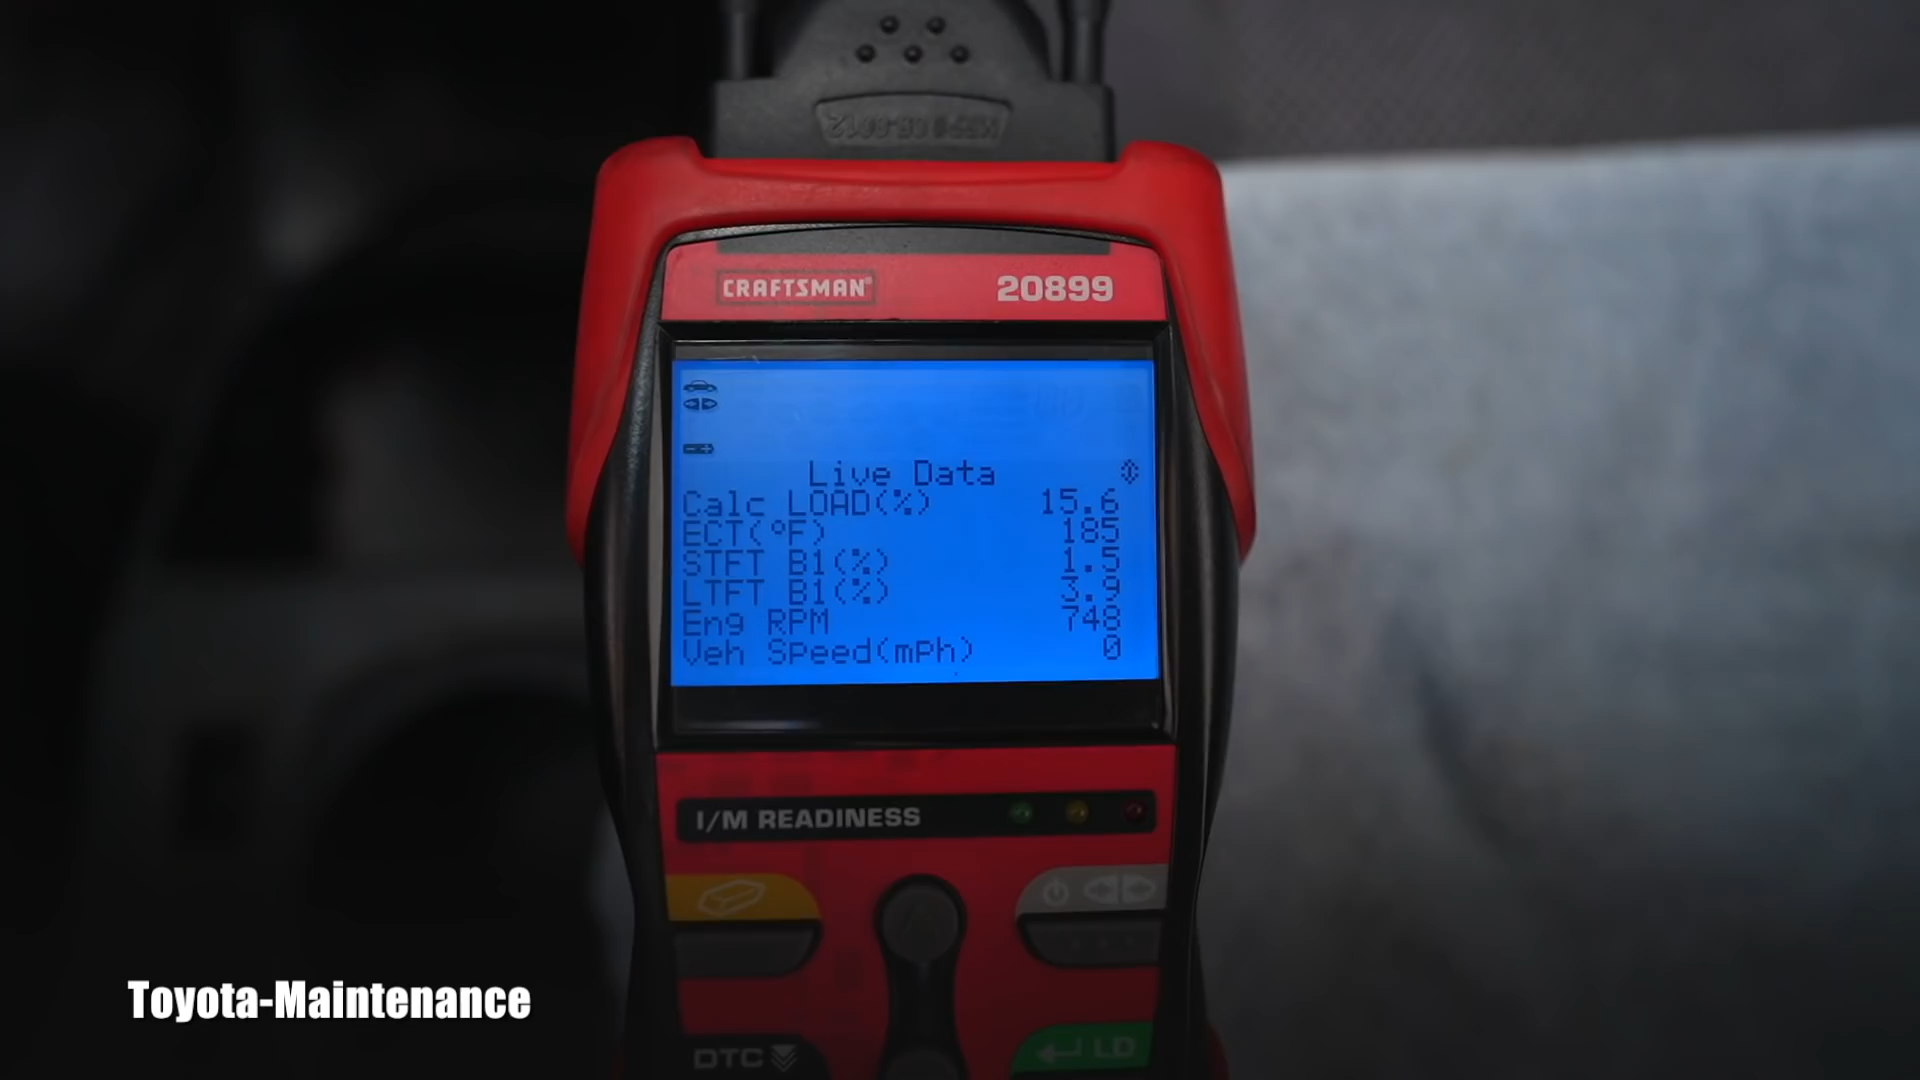 CRAFTSMAN® 20899
Live Data
Calc LOAD(%) 15.6
ECT(°F) 185
STFT B1(%) 1.5
LTFT B1(%) 3.9
Eng RPM 748
Veh Speed(mph) 0
I/M READINESS
DTC LD
Toyota-Maintenance